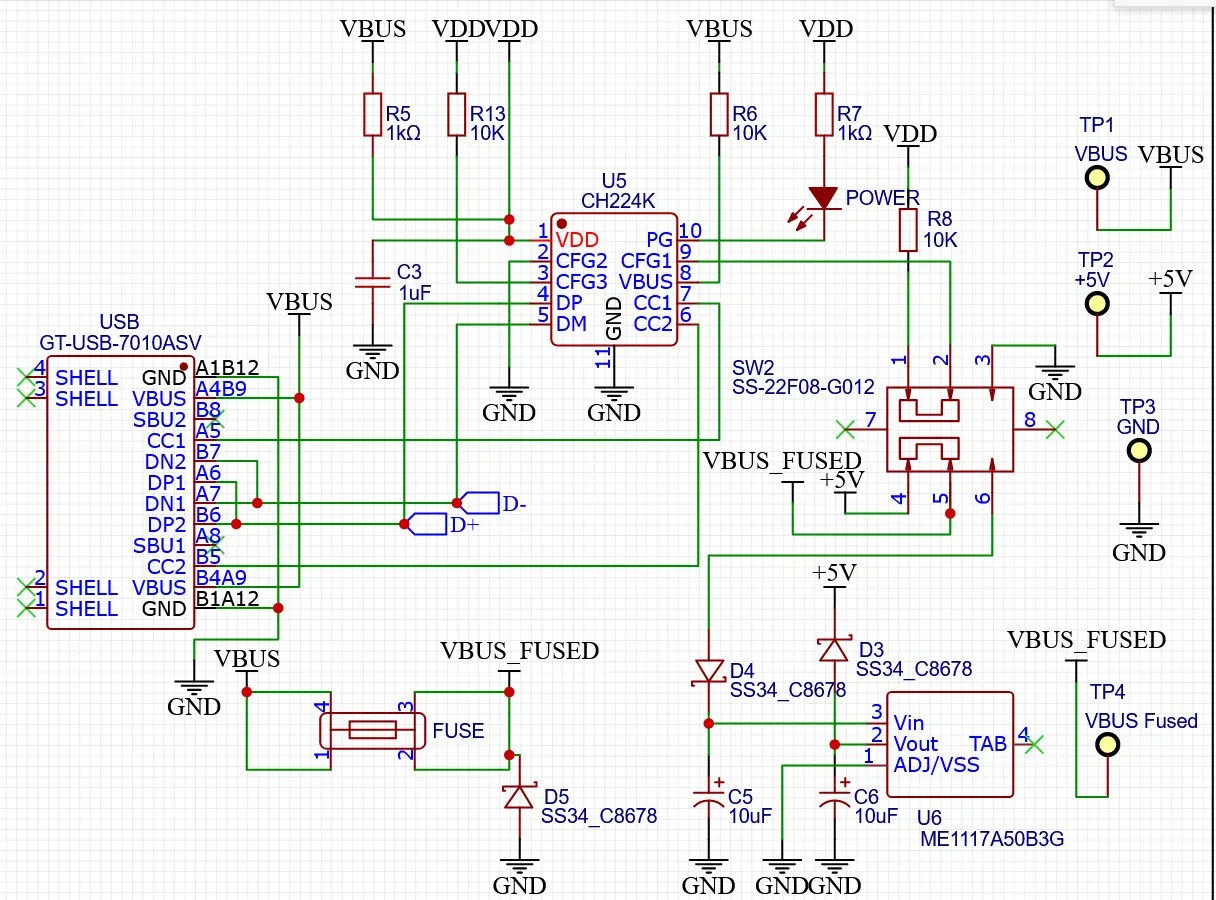 VBUS
VDD
VDD
VBUS
VDD
R5
1kΩ
R13
10K
R6
10K
R7
1kΩ
VDD
TP1
VBUS
VBUS
U5
CH224K
POWER
R8
10K
1
VDD
PG
10
2
CFG2
CFG1
9
3
CFG3
VBUS
8
4
DP
CC1
7
5
DM
CC2
6
GND
11
C3
1uF
GND
GND
GND
TP2
+5V
+5V
VBUS
USB
GT-USB-7010ASV
4
SHELL
GND
A1B12
3
SHELL
VBUS
A4B9
SBU2
B8
CC1
A5
DN2
B7
DP1
A6
DN1
A7
DP2
B6
SBU1
A8
CC2
B5
2
SHELL
VBUS
B4A9
1
SHELL
GND
B1A12
D-
D+
SW2
SS-22F08-G012
1
2
3
GND
7
8
4
5
6
VBUS_FUSED
+5V
TP3
GND
GND
GND
VBUS
VBUS_FUSED
4
3
1
2
FUSE
D5
SS34_C8678
GND
+5V
D4
SS34_C8678
D3
SS34_C8678
3
Vin
2
Vout
TAB
4
1
ADJ/VSS
U6
ME1117A50B3G
C5
10uF
C6
10uF
GND
GND
GND
VBUS_FUSED
TP4
VBUS Fused